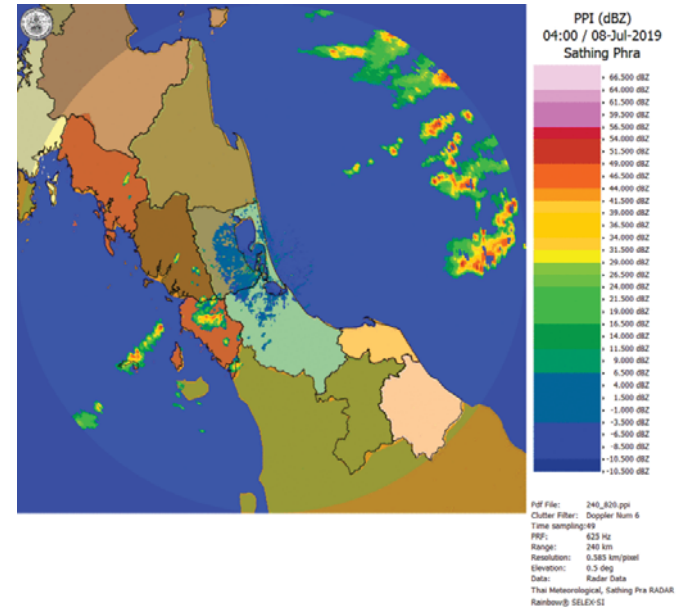 PPI (dBZ)
04:00 / 08-Jul-2019
Sathing Phra
66.500 dBZ
64.000 dBZ
61.500 dBZ
59.500 dBZ
56.500 dBZ
54.000 dBZ
51.500 dBZ
49.000 dBZ
46.500 dBZ
44.000 dBZ
41.500 dBZ
39.000 dBZ
36.500 dBZ
34.000 dBZ
31.500 dBZ
29.000 dBZ
26.500 dBZ
24.000 dBZ
21.500 dBZ
19.000 dBZ
16.500 dBZ
14.000 dBZ
11.500 dBZ
9.000 dBZ
6.500 dBZ
4.000 dBZ
1.500 dBZ
-1.000 dBZ
-3.500 dBZ
-6.500 dBZ
-8.500 dBZ
-10.500 dBZ
-10.500 dBZ
Pdf File: 240_820.ppi
Clutter Filter: Doppler Num 6
Time sampling:49
PRF: 625 Hz
Range: 240 km
Resolution: 0.585 km/pixel
Elevation: 0.5 deg
Data: Radar Data
Thai Meteorological, Sathing Pra RADAR
Rainbow® SELEX-SI